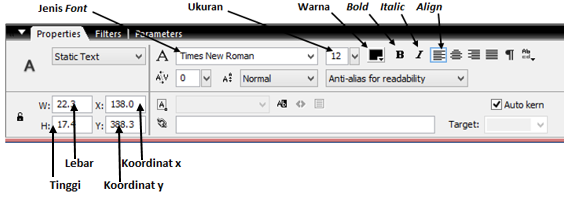 Jenis Font Ukuran Warna Bold Italic Align
Properties Filters Parameters
Static Text A Times New Roman 12 B I
A
A V 0 A Normal Anti-alias for readability
W: 22.3 X: 138.0 Auto kern
H: 17.4 Y: 388.3 Target:
Lebar Koordinat x
Tinggi Koordinat y